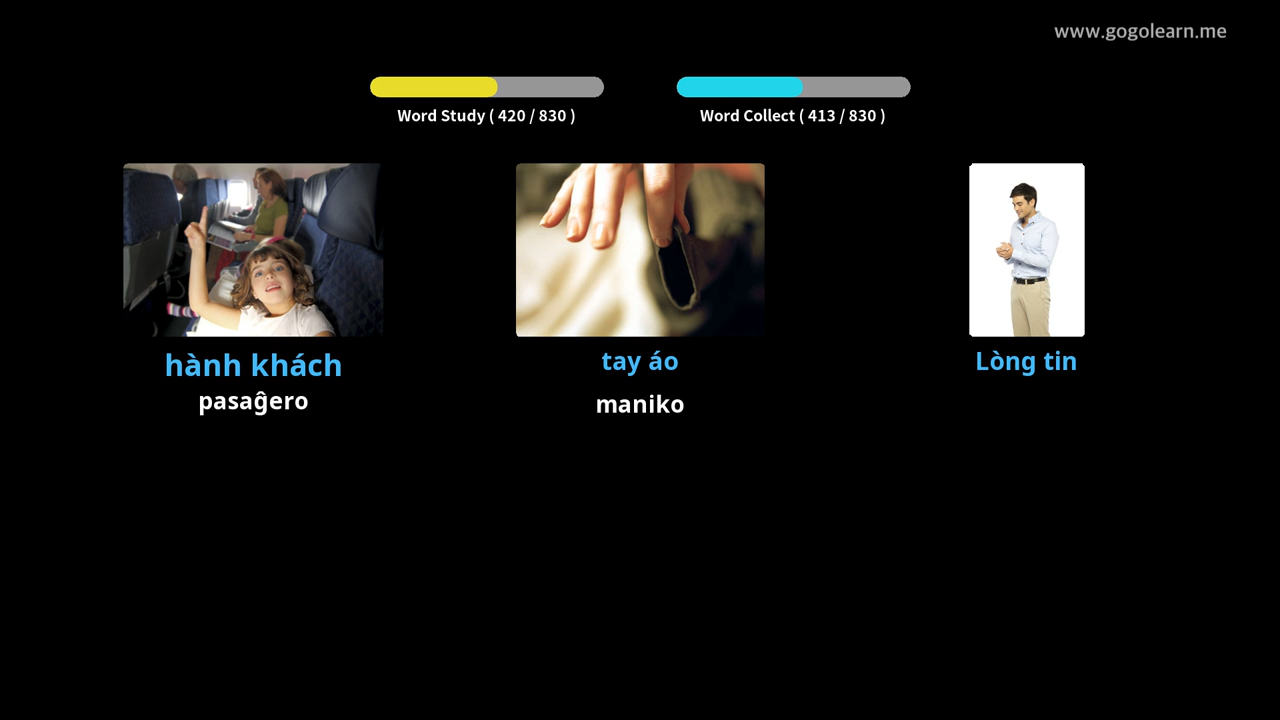 www.gogolearn.me
Word Study ( 420 / 830 )
Word Collect ( 413 / 830 )
hành khách
pasaĝero
tay áo
maniko
Lòng tin